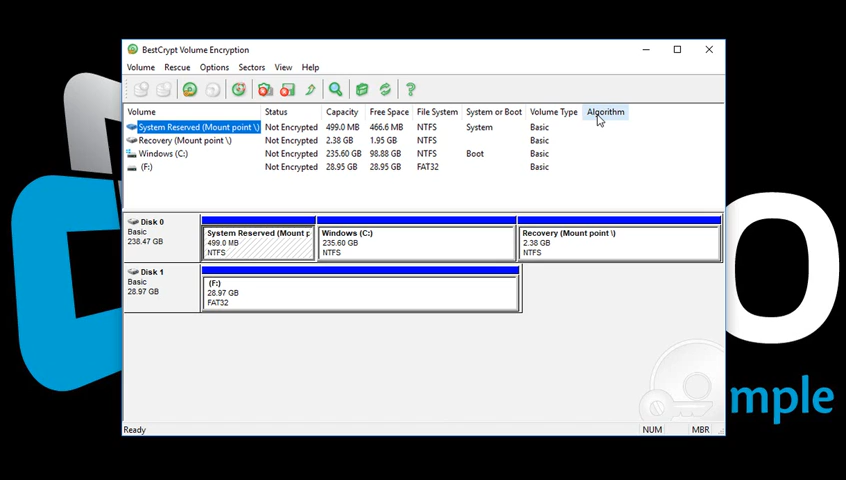 BestCrypt Volume Encryption
Volume Rescue Options Sectors View Help
Volume Status Capacity Free Space File System System or Boot Volume Type Algorithm
System Reserved (Mount point \) Not Encrypted 499.0 MB 466.6 MB NTFS System Basic
Recovery (Mount point \) Not Encrypted 2.38 GB 1.95 GB NTFS Basic
Windows (C:) Not Encrypted 235.60 GB 98.88 GB NTFS Boot Basic
(F:) Not Encrypted 28.95 GB 28.95 GB FAT32 Basic
Disk 0
Basic
238.47 GB
System Reserved (Mount p
499.0 MB
NTFS
Windows (C:)
235.60 GB
NTFS
Recovery (Mount point \)
2.38 GB
NTFS
Disk 1
Basic
28.97 GB
(F:)
28.97 GB
FAT32
O
mple
Ready NUM MBR